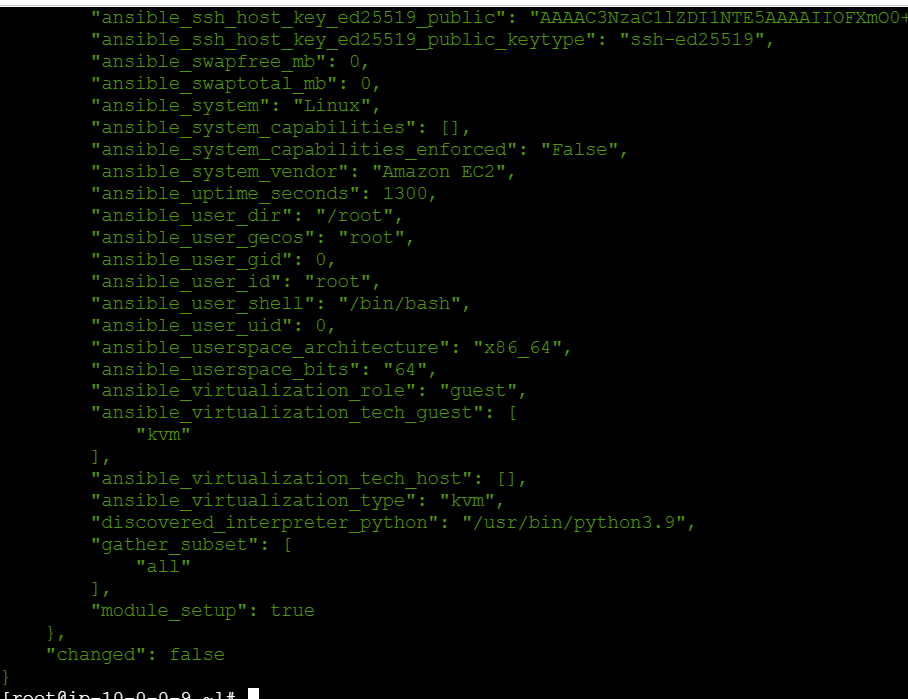 "ansible_ssh_host_key_ed25519_public": "AAAAC3NzaC1lZDI1NTE5AAAAIIOFXmO0+
"ansible_ssh_host_key_ed25519_public_keytype": "ssh-ed25519",
"ansible_swapfree_mb": 0,
"ansible_swaptotal_mb": 0,
"ansible_system": "Linux",
"ansible_system_capabilities": [],
"ansible_system_capabilities_enforced": "False",
"ansible_system_vendor": "Amazon EC2",
"ansible_uptime_seconds": 1300,
"ansible_user_dir": "/root",
"ansible_user_gecos": "root",
"ansible_user_gid": 0,
"ansible_user_id": "root",
"ansible_user_shell": "/bin/bash",
"ansible_user_uid": 0,
"ansible_userspace_architecture": "x86_64",
"ansible_userspace_bits": "64",
"ansible_virtualization_role": "guest",
"ansible_virtualization_tech_guest": [
"kvm"
],
"ansible_virtualization_tech_host": [],
"ansible_virtualization_type": "kvm",
"discovered_interpreter_python": "/usr/bin/python3.9",
"gather_subset": [
"all"
],
"module_setup": true
},
"changed": false
}
[root@ip-10-0-0-9 ~]#